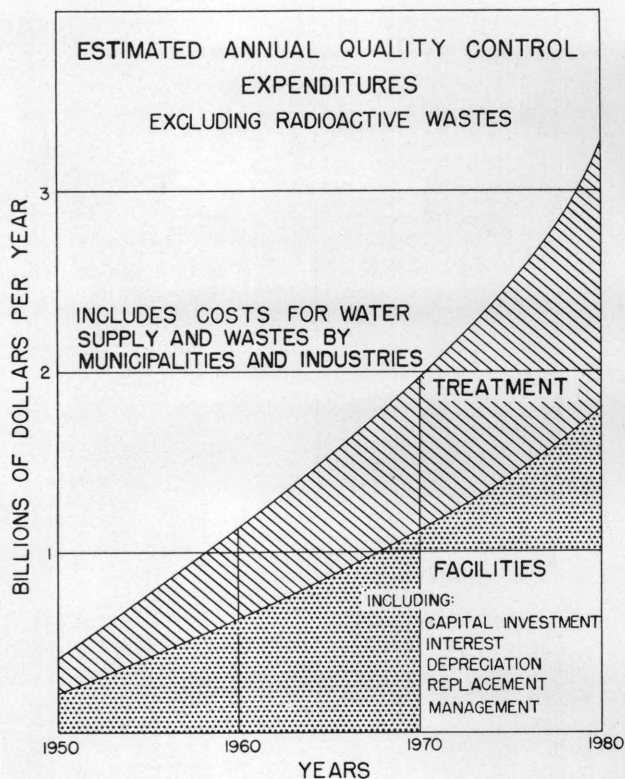 ESTIMATED ANNUAL QUALITY CONTROL
EXPENDITURES
EXCLUDING RADIOACTIVE WASTES
3
INCLUDES COSTS FOR WATER
SUPPLY AND WASTES BY
MUNICIPALITIES AND INDUSTRIES
2
TREATMENT
1
FACILITIES
INCLUDING:
CAPITAL INVESTMENT
INTEREST
DEPRECIATION
REPLACEMENT
MANAGEMENT
BILLIONS OF DOLLARS PER YEAR
1950 1960 1970 1980
YEARS